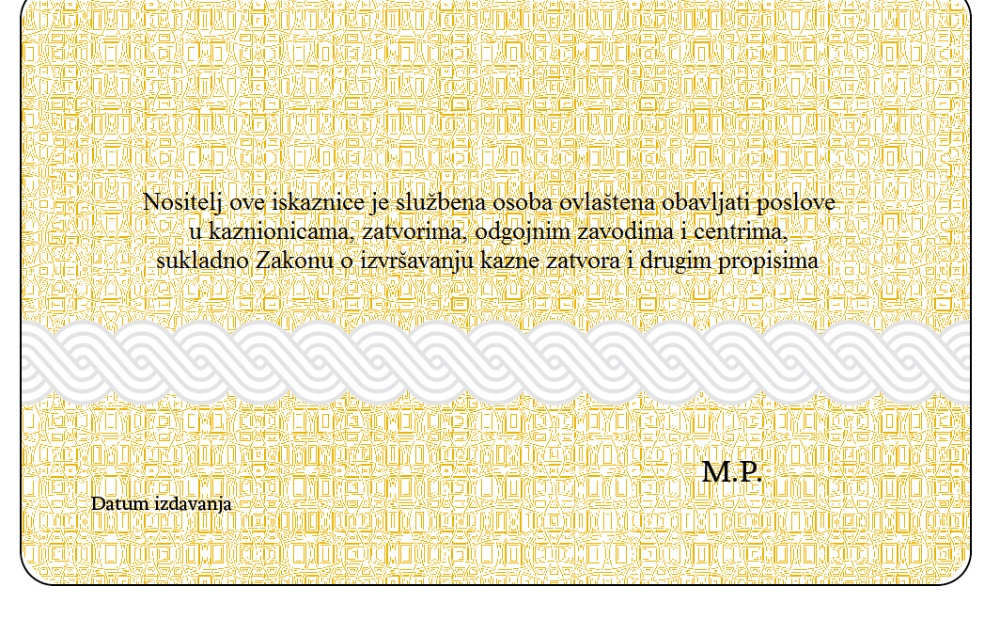 Nositelj ove iskaznice je službena osoba ovlaštena obavljati poslove
u kaznionicama, zatvorima, odgojnim zavodima i centrima,
sukladno Zakonu o izvršavanju kazne zatvora i drugim propisima
M.P.
Datum izdavanja